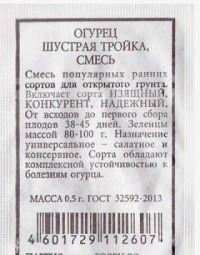 ОГУРЕЦ
ШУСТРАЯ ТРОЙКА,
СМЕСЬ
Смесь популярных ранних
сортов для открытого грунта.
Включает сорта ИЗЯЩНЫЙ,
КОНКУРЕНТ, НАДЕЖНЫЙ.
От всходов до первого сбора
плодов 38-45 дней. Зеленцы
массой 80-100 г. Назначение
универсальное – салатное и
консервное. Сорта обладают
комплексной устойчивостью к
болезням огурца.
МАССА 0,5 г. ГОСТ 32592-2013
4 601729 112607